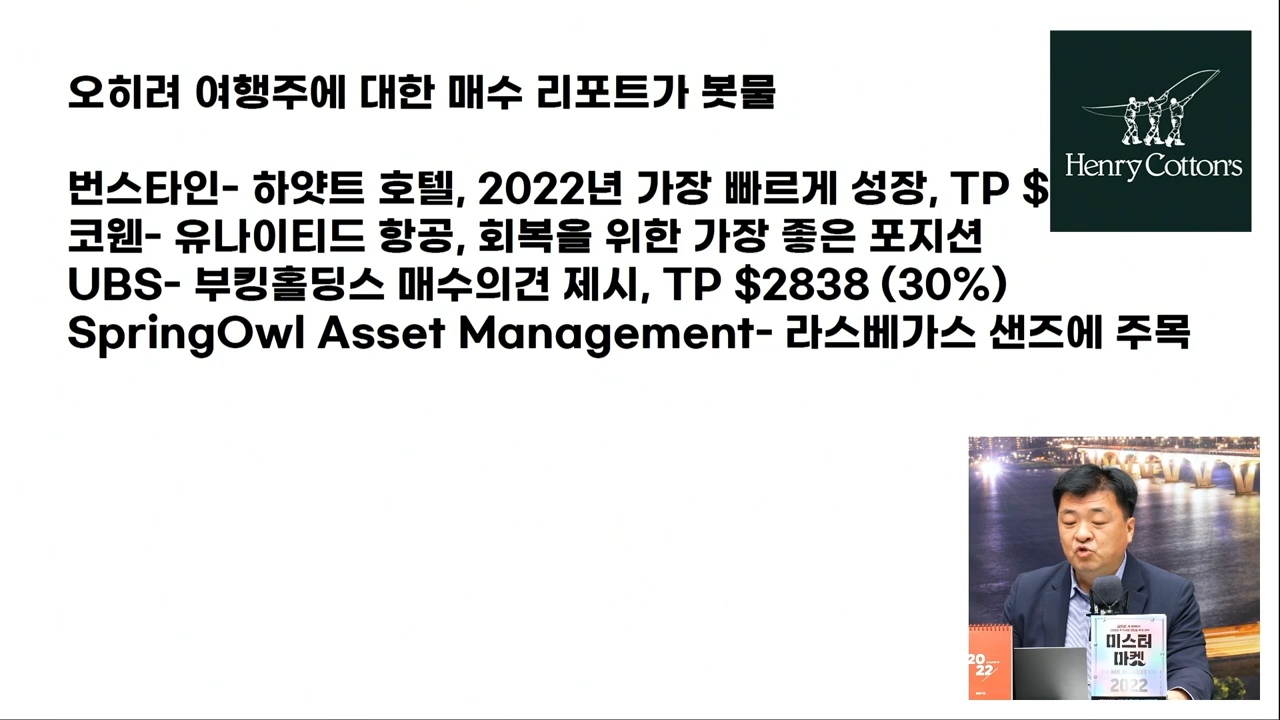 오히려 여행주에 대한 매수 리포트가 봇물
번스타인- 하얏트 호텔, 2022년 가장 빠르게 성장, TP $
코웬- 유나이티드 항공, 회복을 위한 가장 좋은 포지션
UBS- 부킹홀딩스 매수의견 제시, TP $2838 (30%)
SpringOwl Asset Management- 라스베가스 샌즈에 주목
Henry Cotton's
2022
미스터
마켓
2022